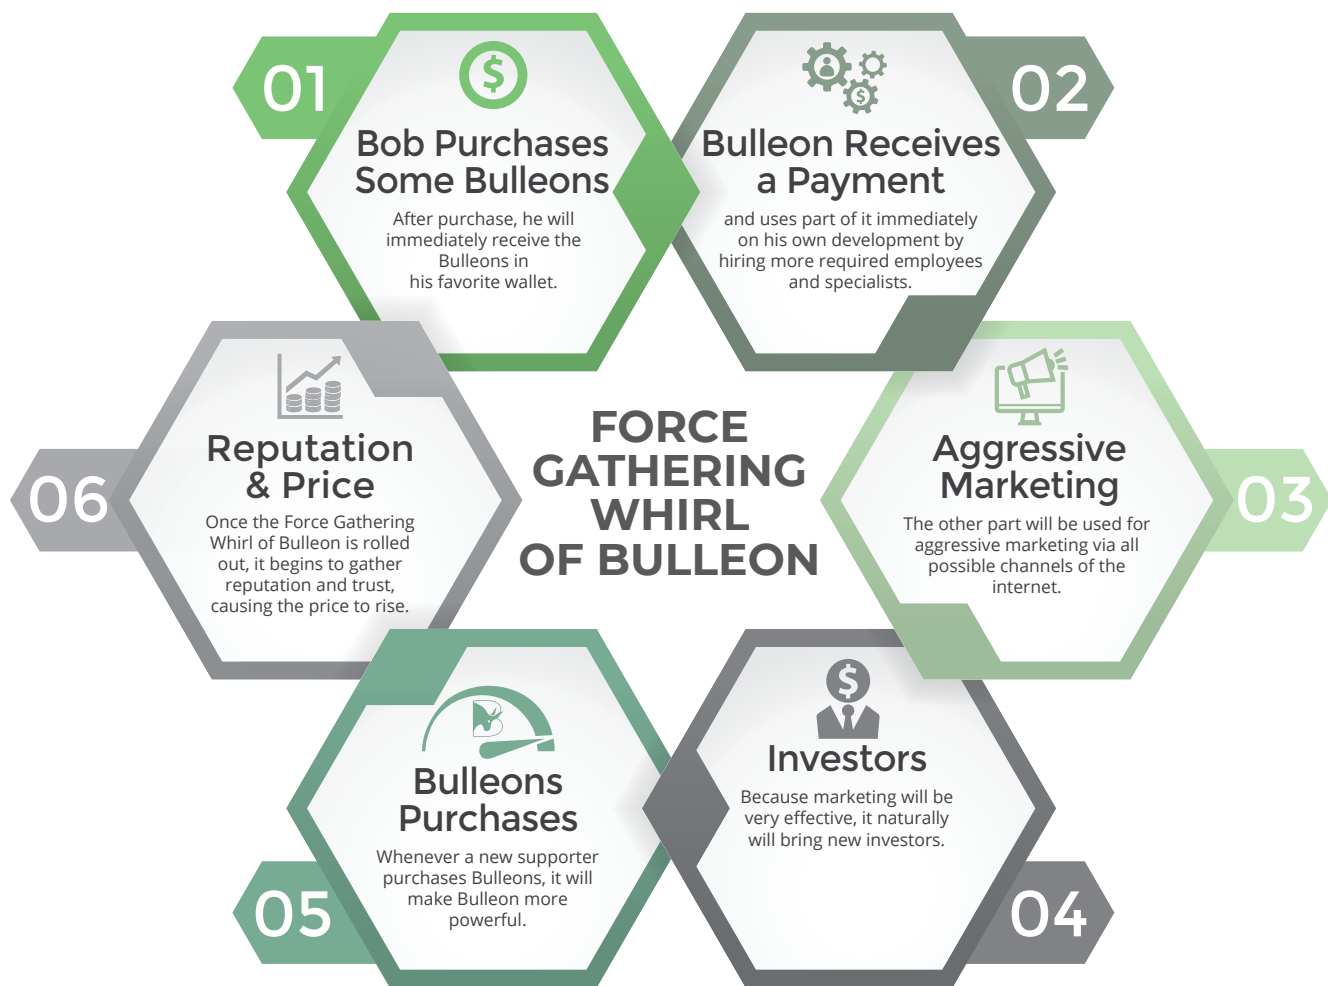 01
Bob Purchases
Some Bulleons
After purchase, he will
immediately receive the
Bulleons in
his favorite wallet.
02
Bulleon Receives
a Payment
and uses part of it immediately
on his own development by
hiring more required employees
and specialists.
FORCE
GATHERING
WHIRL
OF BULLEON
03
Aggressive
Marketing
The other part will be used for
aggressive marketing via all
possible channels of the
internet.
04
Investors
Because marketing will be
very effective, it naturally
will bring new investors.
05
Bulleons
Purchases
Whenever a new supporter
purchases Bulleons, it will
make Bulleon more
powerful.
06
Reputation
& Price
Once the Force Gathering
Whirl of Bulleon is rolled
out, it begins to gather
reputation and trust,
causing the price to rise.